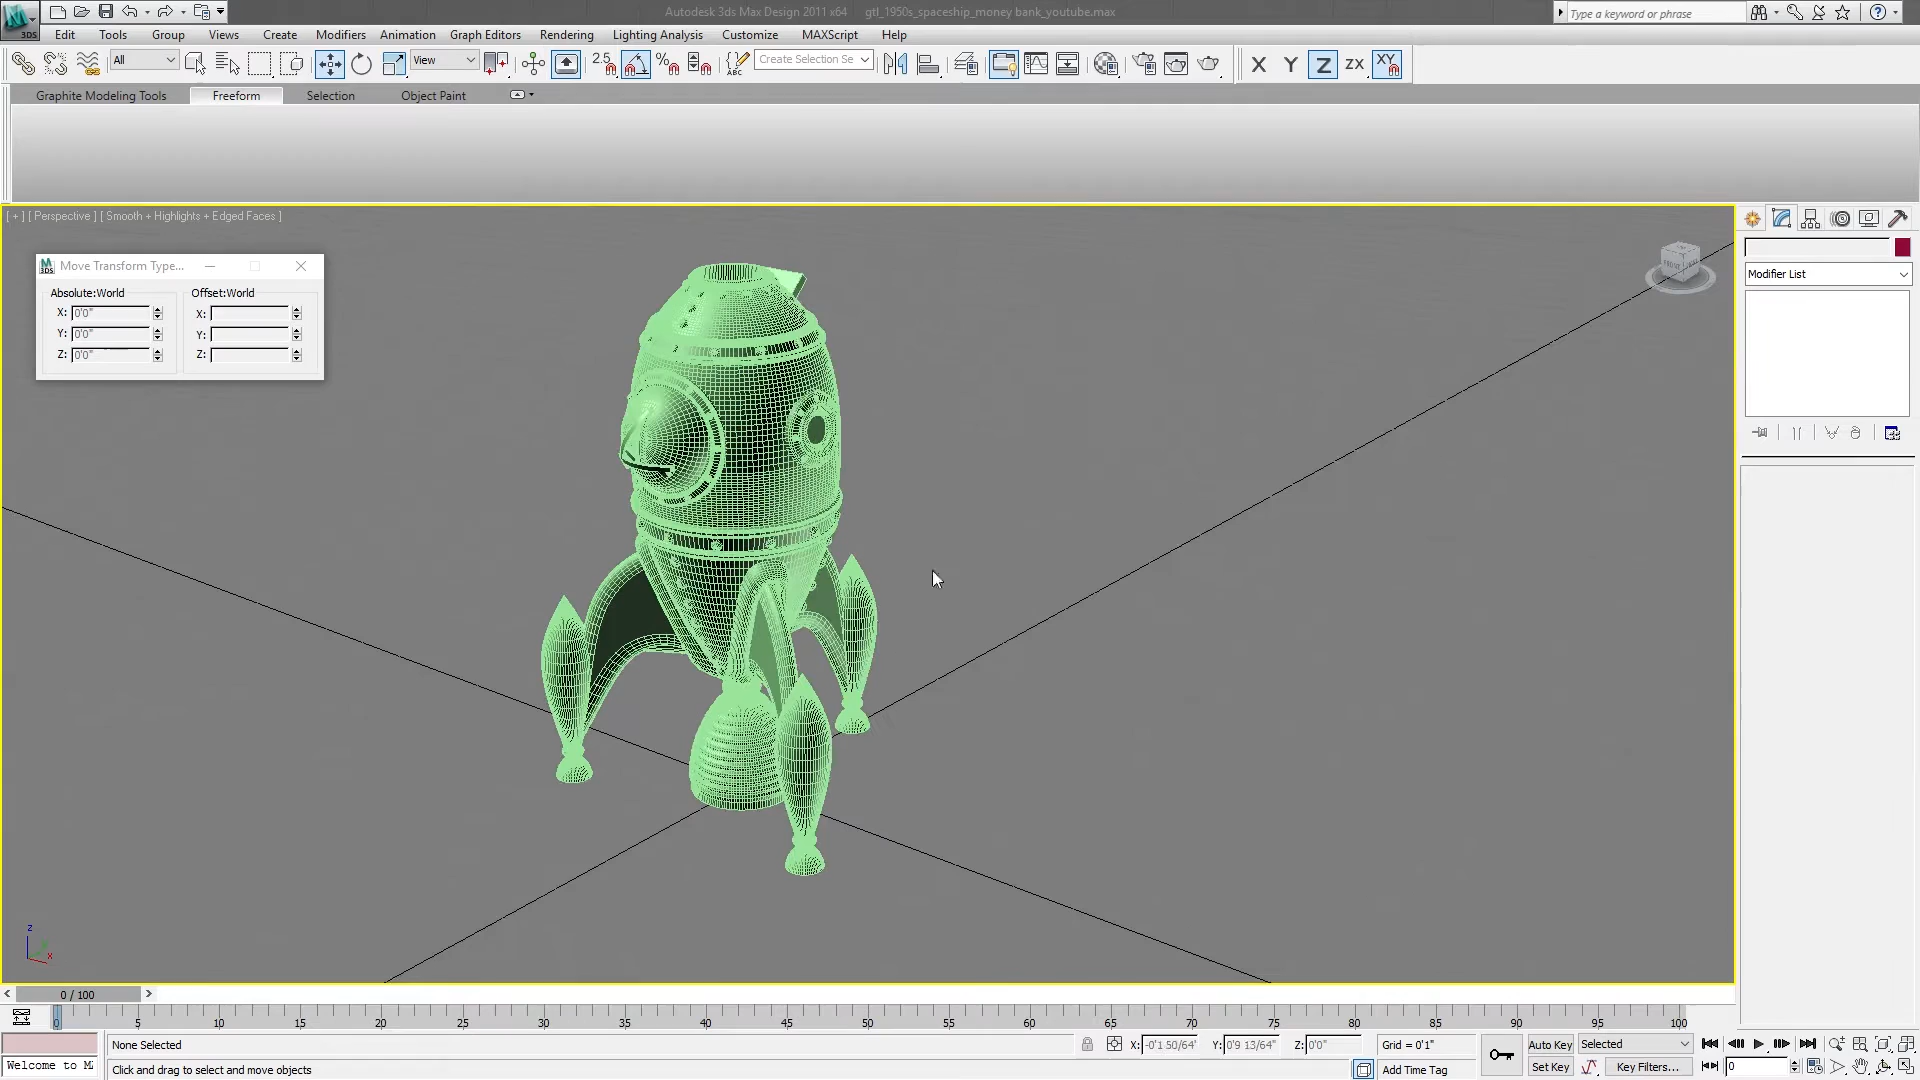 Autodesk 3ds Max Design 2011 x64    gtl_1950s_spaceship_money bank_youtube.max
Type a keyword or phrase
3DS
Edit Tools Group Views Create Modifiers Animation Graph Editors Rendering Lighting Analysis Customize MAXScript Help
All
View
2.5
%
ABC
Create Selection Se
X Y Z ZX XY
Graphite Modeling Tools Freeform Selection Object Paint
[ + ] [ Perspective ] [ Smooth + Highlights + Edged Faces ]
Move Transform Type...
Absolute:World Offset:World
X: 0'0" X:
Y: 0'0" Y:
Z: 0'0" Z:
Modifier List
FRONT
z
x
< 0 / 100 >
0 5 10 15 20 25 30 35 40 45 50 55 60 65 70 75 80 85 90 95 100
None Selected
X: -0'1 50/64' Y: 0'9 13/64" Z: 0'0"
Grid = 0'1"
Auto Key Selected
Welcome to M
Click and drag to select and move objects
Add Time Tag
Set Key Key Filters...
0